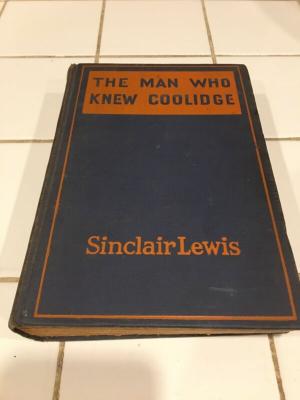 THE MAN WHO
KNEW COOLIDGE
Sinclair Lewis